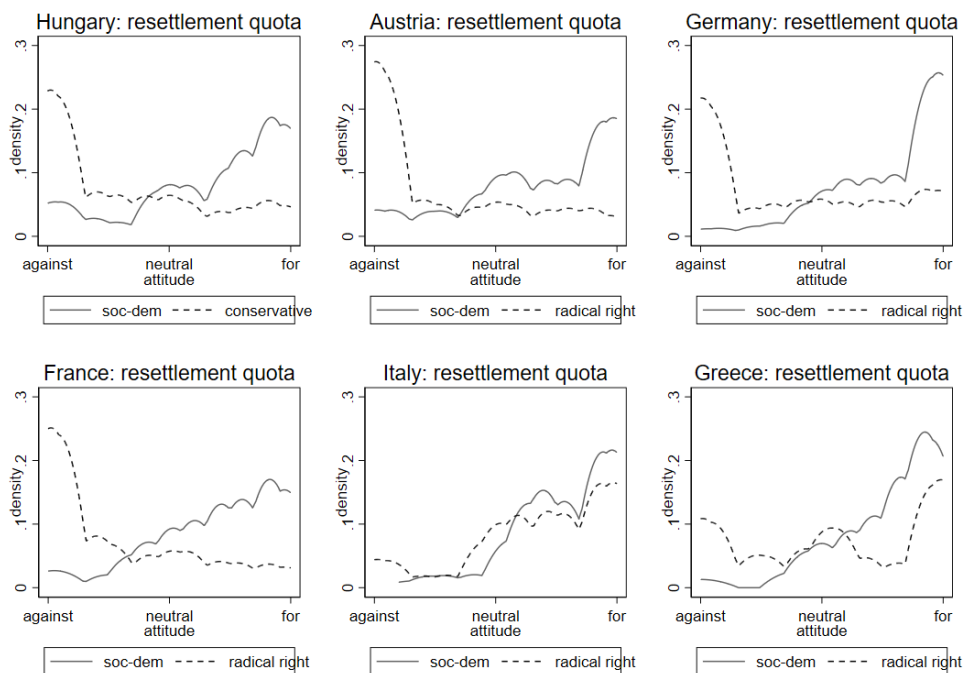 Hungary: resettlement quota
density
0 .1 .2 .3
against neutral for
attitude
soc-dem conservative
Austria: resettlement quota
density
0 .1 .2 .3
against neutral for
attitude
soc-dem radical right
Germany: resettlement quota
density
0 .1 .2 .3
against neutral for
attitude
soc-dem radical right
France: resettlement quota
density
0 .1 .2 .3
against neutral for
attitude
soc-dem radical right
Italy: resettlement quota
density
0 .1 .2 .3
against neutral for
attitude
soc-dem radical right
Greece: resettlement quota
density
0 .1 .2 .3
against neutral for
attitude
soc-dem radical right